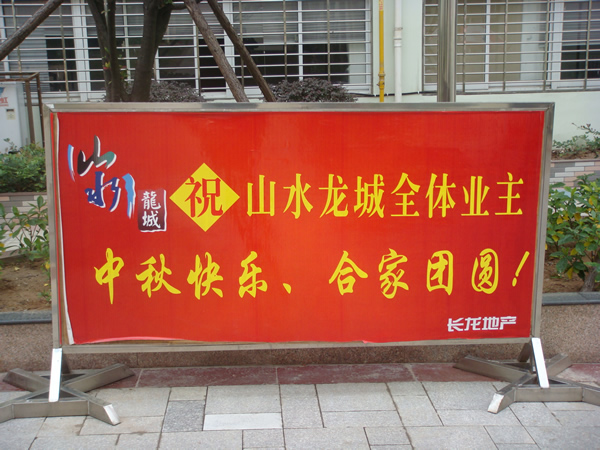 山水
龍城
祝山水龙城全体业主
中秋快乐、合家团圆!
长龙地产